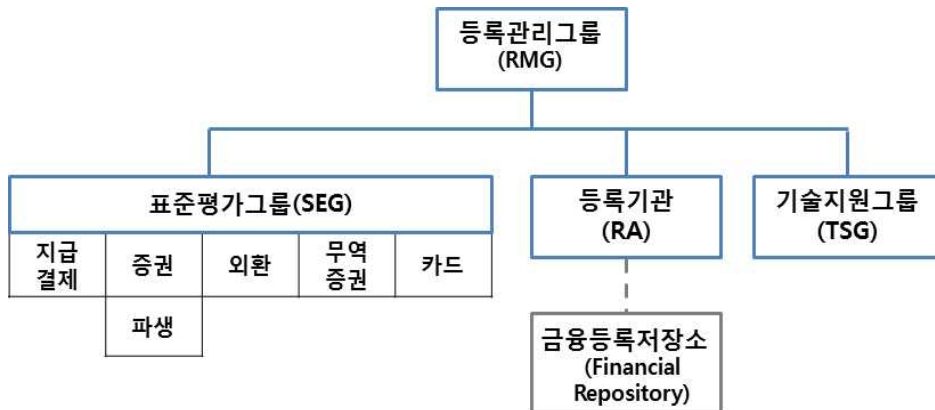 등록관리그룹
(RMG)
표준평가그룹(SEG)
지급
결제
증권
외환
무역
증권
카드
파생
등록기관
(RA)
기술지원그룹
(TSG)
금융등록저장소
(Financial
Repository)